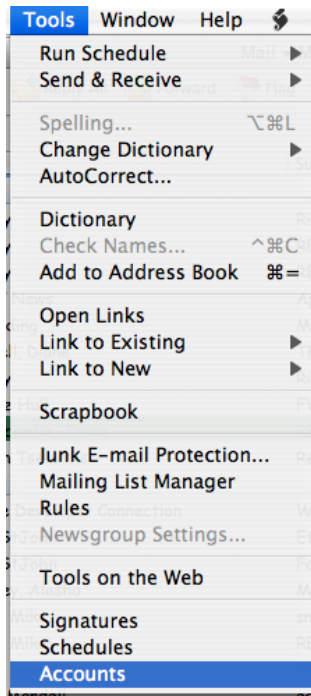 Tools Window Help
Run Schedule
Send & Receive
Spelling... ⌥⌘L
Change Dictionary
AutoCorrect...
Dictionary
Check Names... ^⌘C
Add to Address Book ⌘=
Open Links
Link to Existing
Link to New
Scrapbook
Junk E-mail Protection...
Mailing List Manager
Rules
Newsgroup Settings...
Tools on the Web
Signatures
Schedules
Accounts